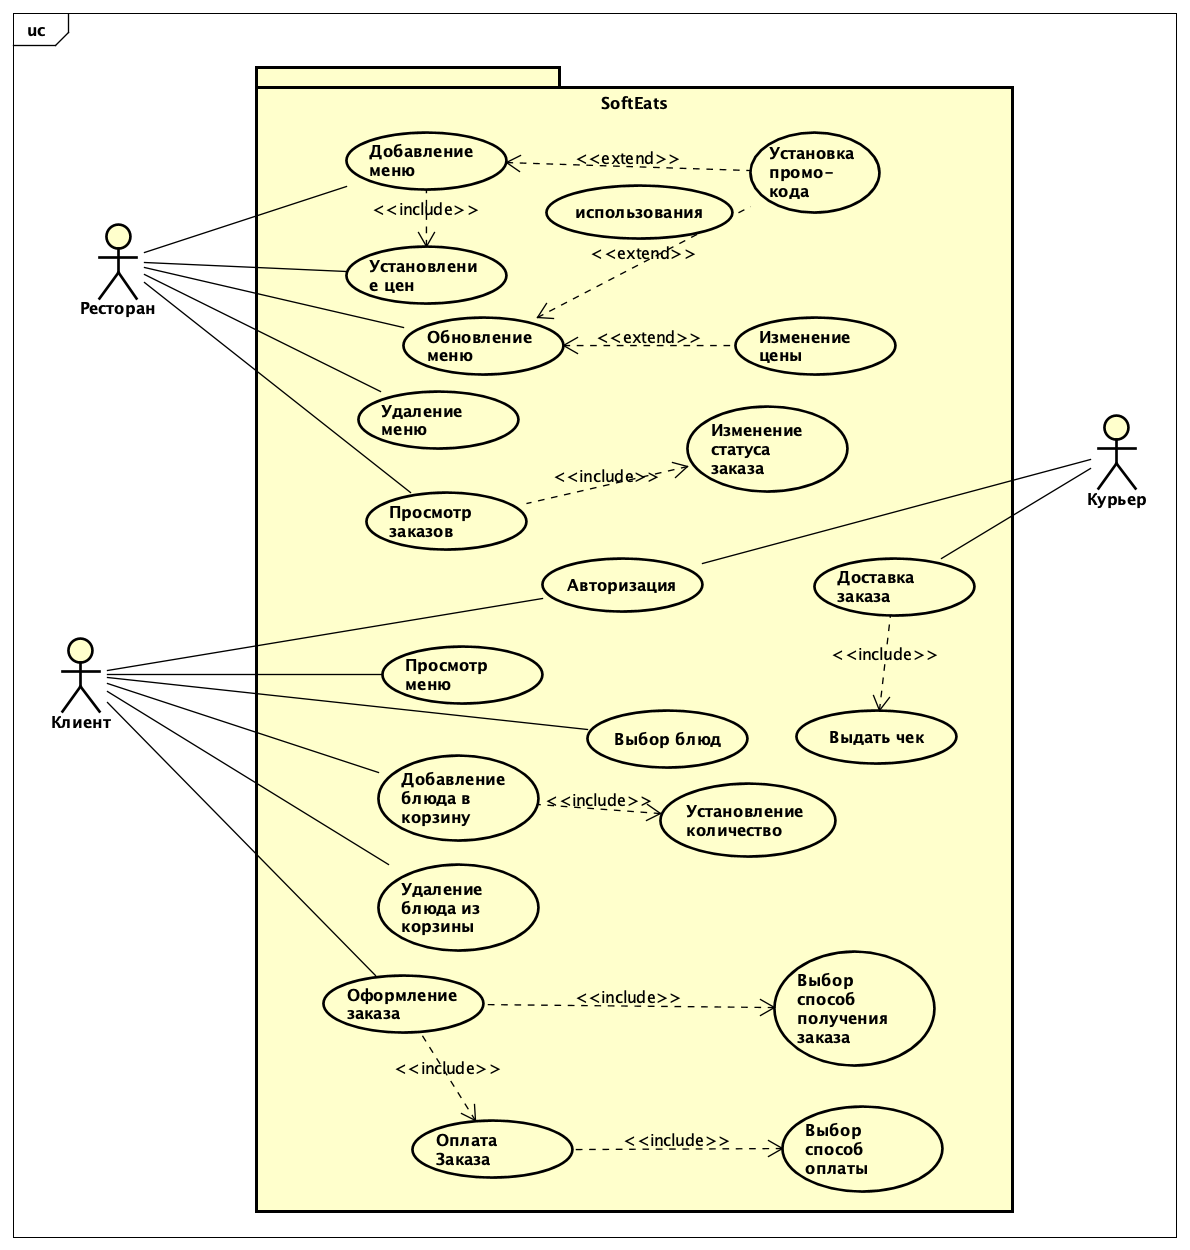 uc
SoftEats
Добавление
меню
<<extend>>
Установка
промо-
кода
<<include>>
использования
<<extend>>
Установлени
е цен
Ресторан
Обновление
меню
<<extend>>
Изменение
цены
Удаление
меню
Изменение
статуса
заказа
<<include>>
Просмотр
заказов
Курьер
Авторизация
Доставка
заказа
<<include>>
Просмотр
меню
Клиент
Выбор блюд
Выдать чек
Добавление
блюда в
корзину
<<include>>
Установление
количество
Удаление
блюда из
корзины
Оформление
заказа
<<include>>
Выбор
способ
получения
заказа
<<include>>
Оплата
Заказа
<<include>>
Выбор
способ
оплаты